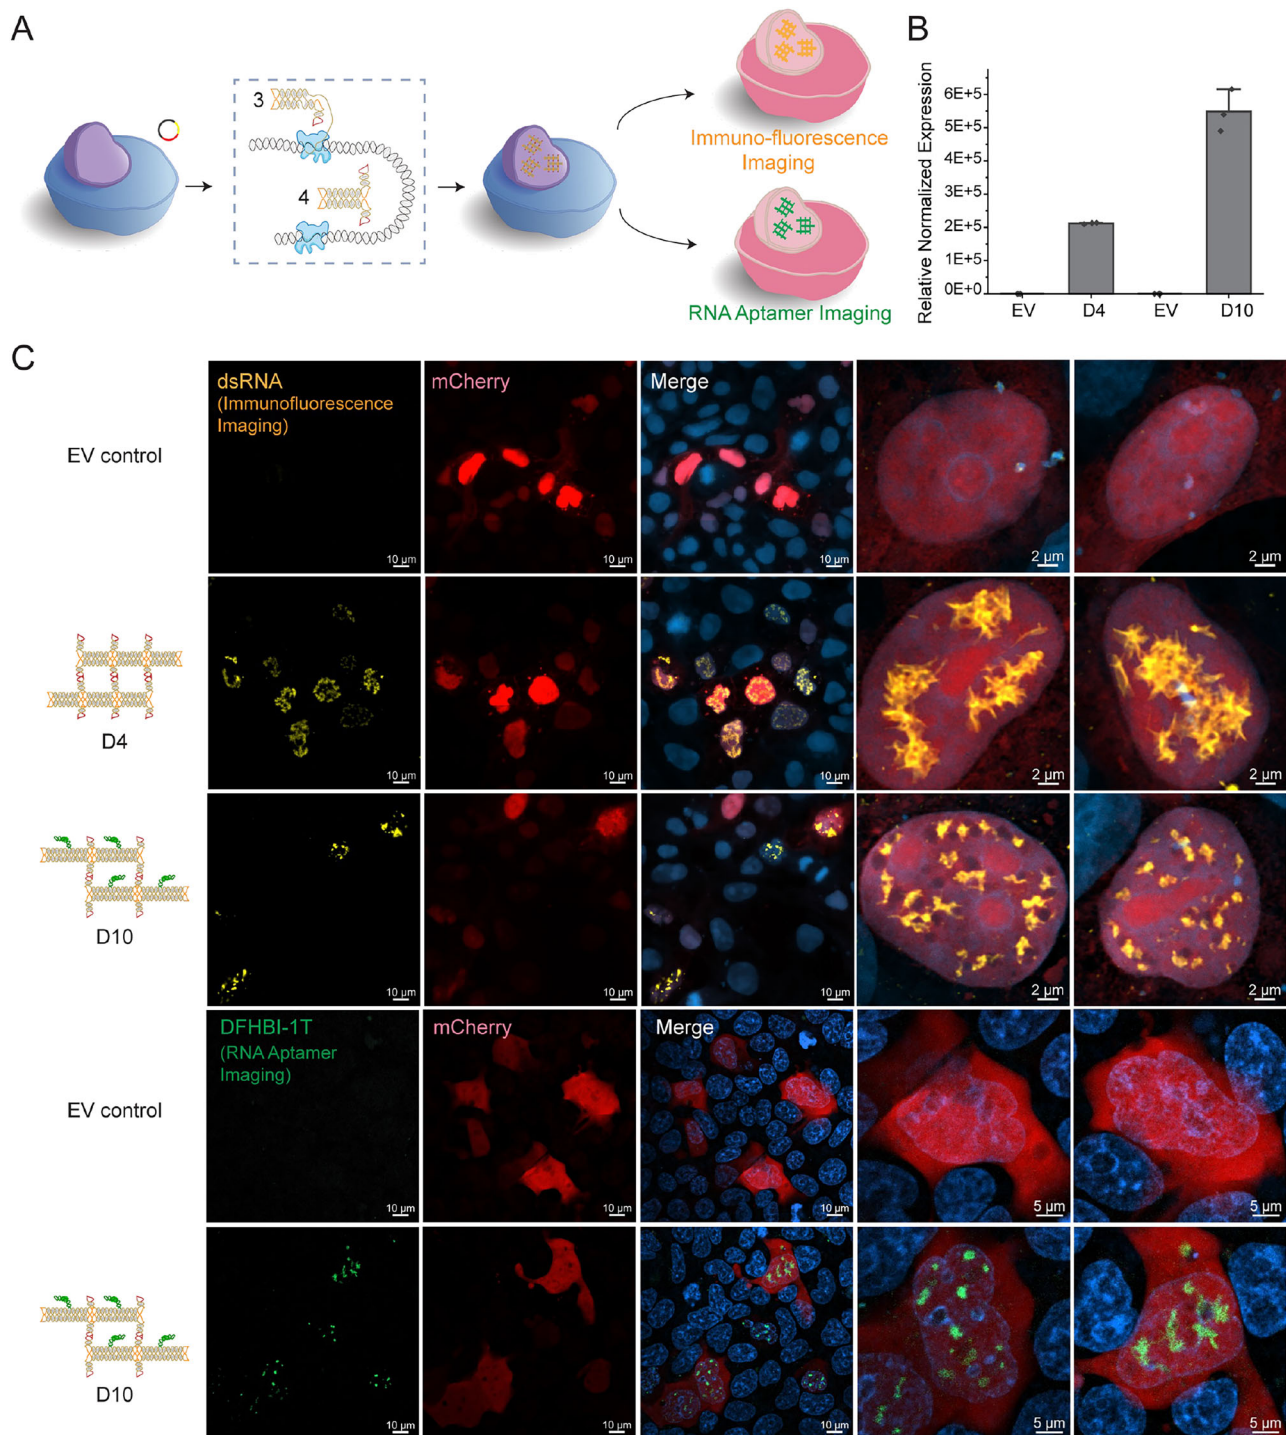 A
3
4
Immuno-fluorescence
Imaging
RNA Aptamer Imaging
B
Relative Normalized Expression
6E+5
5E+5
4E+5
3E+5
2E+5
1E+5
0E+0
EV
D4
EV
D10
C
EV control
dsRNA
(Immunofluorescence
Imaging)
10 µm
mCherry
10 µm
Merge
10 µm
2 µm
2 µm
D4
10 µm
10 µm
10 µm
2 µm
2 µm
D10
10 µm
10 µm
10 µm
2 µm
2 µm
EV control
DFHBI-1T
(RNA Aptamer
Imaging)
10 µm
mCherry
10 µm
Merge
10 µm
5 µm
5 µm
D10
10 µm
10 µm
10 µm
5 µm
5 µm